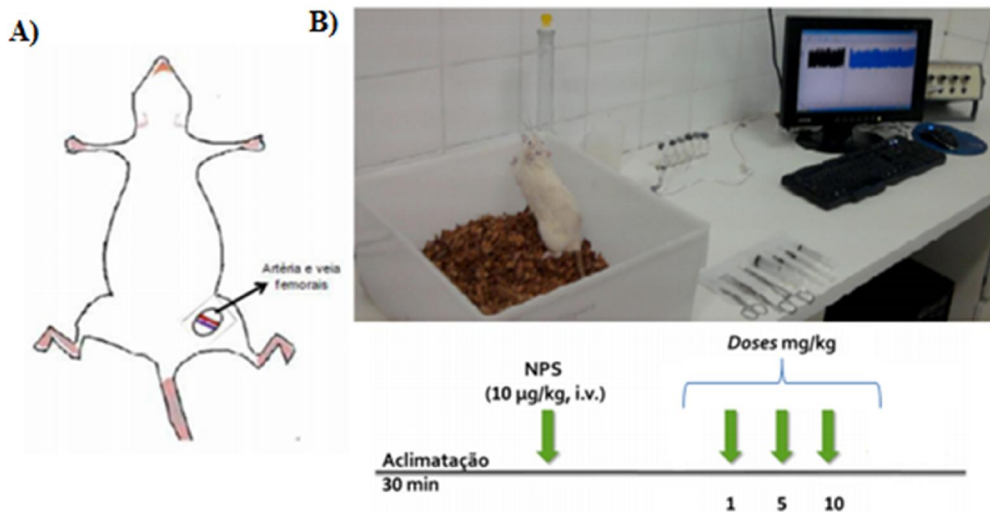 A)
B)
Artéria e veia
femorais
Doses mg/kg
NPS
(10 µg/kg, i.v.)
Aclimatação
30 min
1 5 10